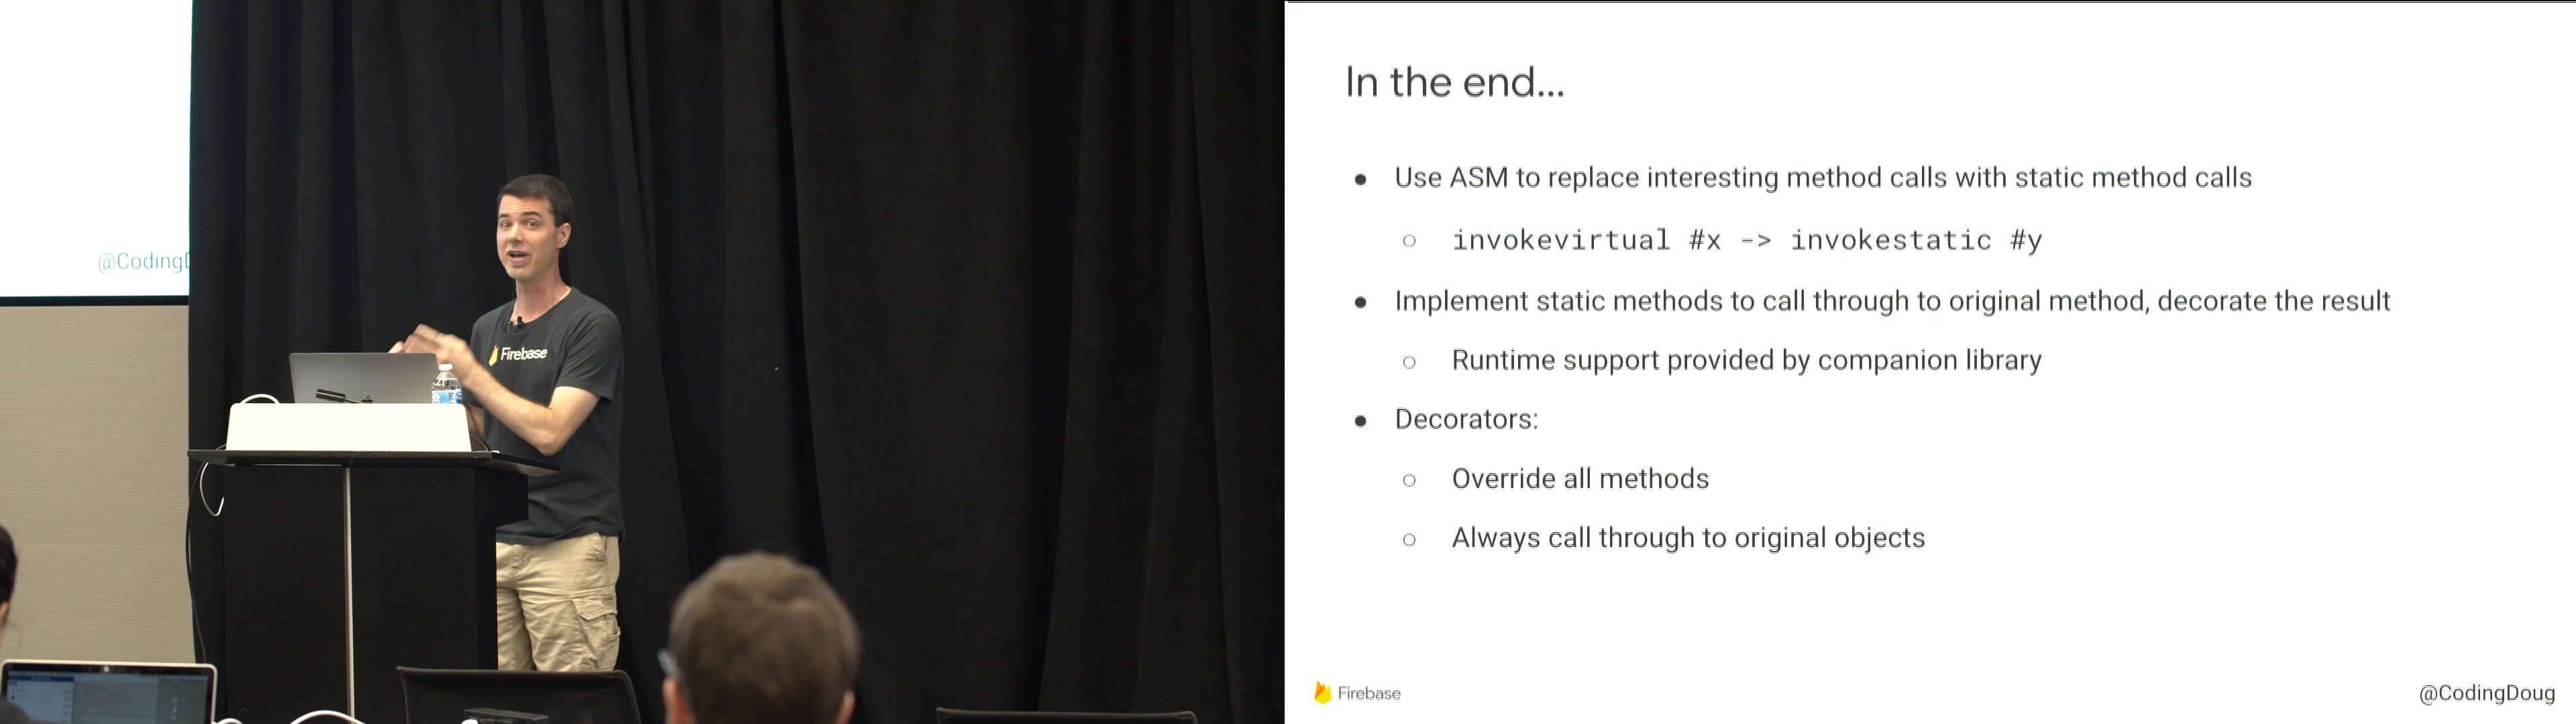 @CodingD
Firebase
In the end...
● Use ASM to replace interesting method calls with static method calls
○ invokevirtual #x -> invokestatic #y
● Implement static methods to call through to original method, decorate the result
○ Runtime support provided by companion library
● Decorators:
○ Override all methods
○ Always call through to original objects
Firebase
@CodingDoug